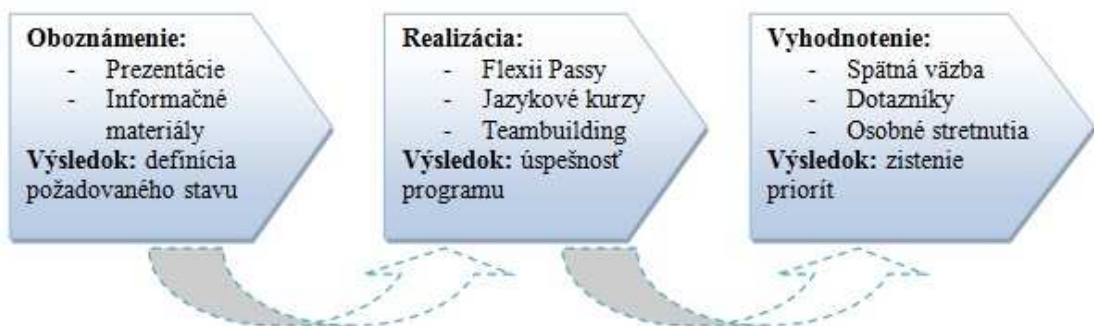 Oboznámenie:
- Prezentácie
- Informačné
materiály
Výsledok: definícia
požadovaného stavu
Realizácia:
- Flexii Passy
- Jazykové kurzy
- Teambuilding
Výsledok: úspešnosť
programu
Vyhodnotenie:
- Spätná väzba
- Dotazníky
- Osobné stretnutia
Výsledok: zistenie
priorít